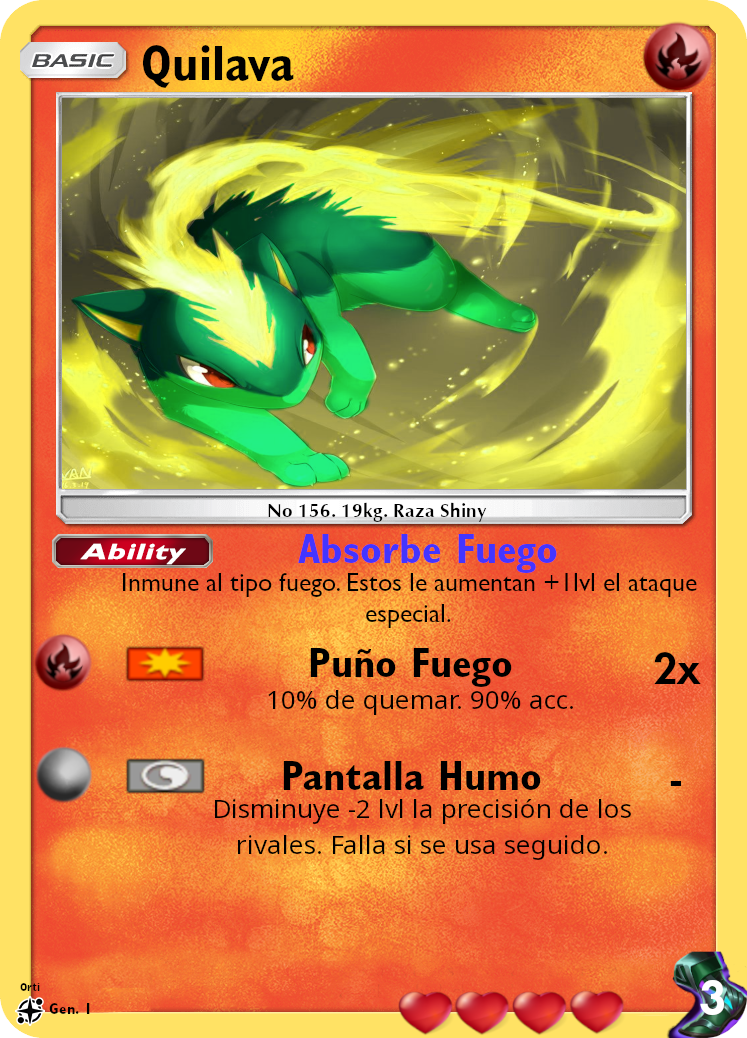 BASIC Quilava
No 156. 19kg. Raza Shiny
Ability Absorbe Fuego
Inmune al tipo fuego. Estos le aumentan +1lvl el ataque
especial.
Puño Fuego 2x
10% de quemar. 90% acc.
Pantalla Humo -
Disminuye -2 lvl la precisión de los
rivales. Falla si se usa seguido.
Orti
Gen. 1
3